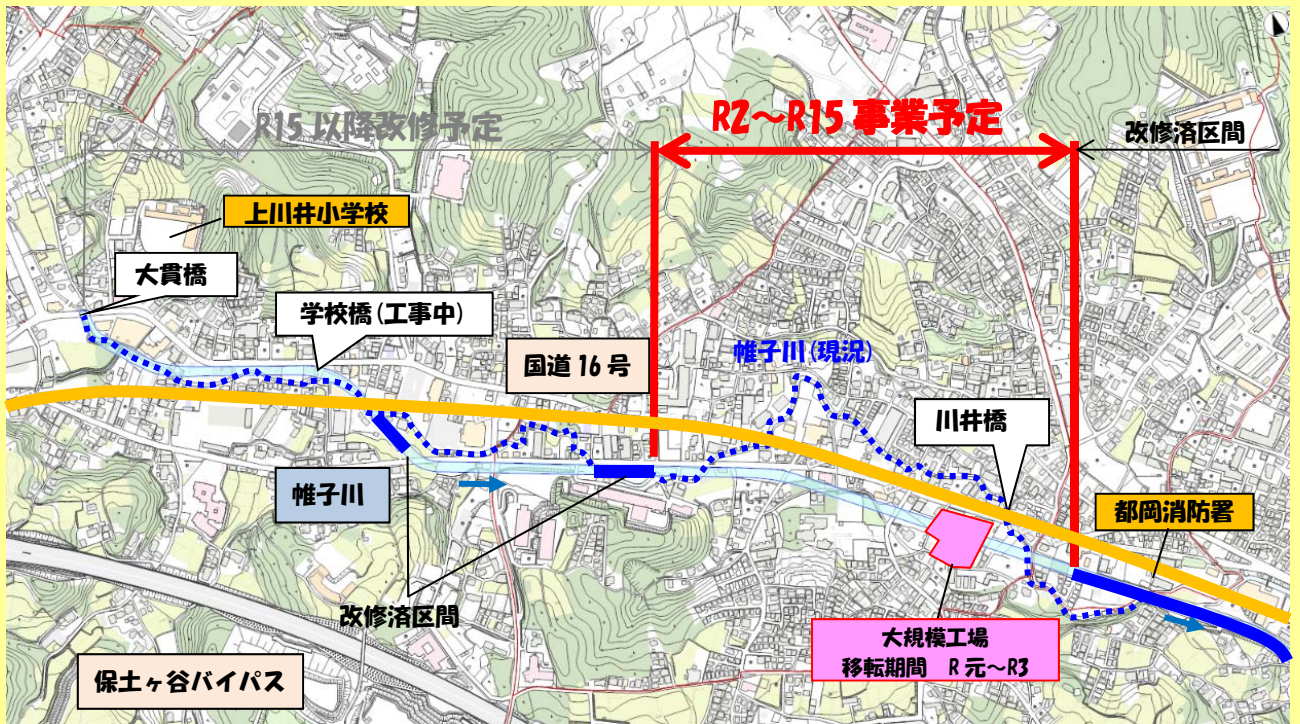 R2～R15 事業予定
R15 以降改修予定
改修済区間
上川井小学校
大貫橋
学校橋(工事中)
国道 16 号
帷子川(現況)
川井橋
帷子川
都岡消防署
改修済区間
大規模工場
移転期間 R 元～R3
保土ヶ谷バイパス